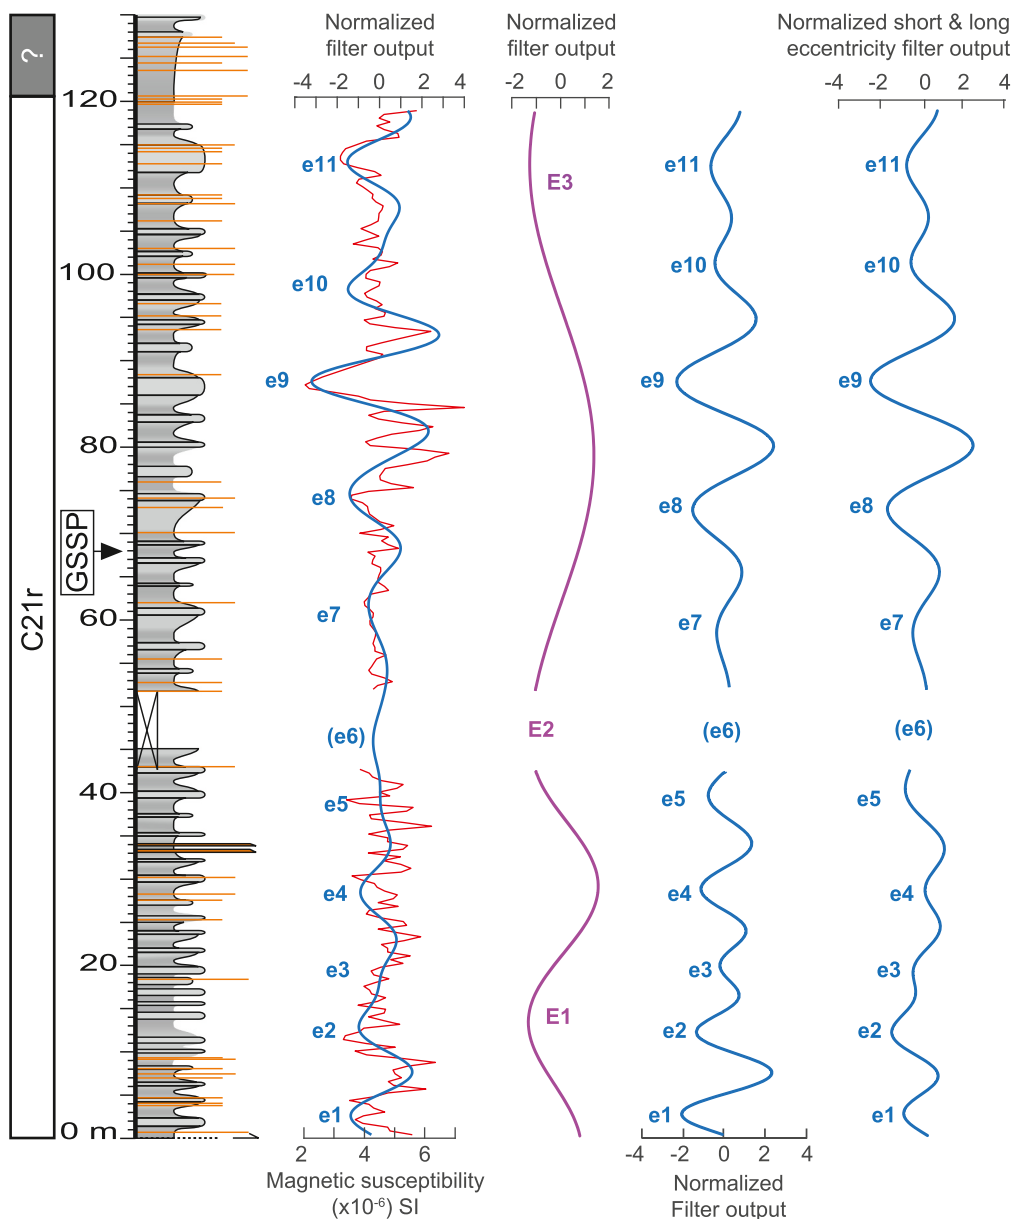 Normalized
filter output
-4 -2 0 2 4
Normalized
filter output
-2 0 2
Normalized short & long
eccentricity filter output
-4 -2 0 2 4
?
C21r
GSSP
120
100
80
60
40
20
0 m
e11
e10
e9
e8
e7
(e6)
e5
e4
e3
e2
e1
E3
E2
E1
e11
e10
e9
e8
e7
(e6)
e5
e4
e3
e2
e1
e11
e10
e9
e8
e7
(e6)
e5
e4
e3
e2
e1
2 4 6
Magnetic susceptibility
(x10⁻⁶) SI
-4 -2 0 2 4
Normalized
Filter output